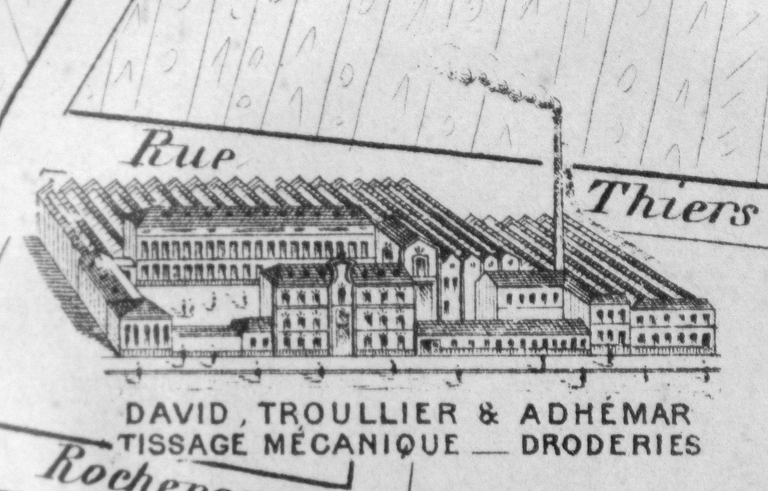 Rue
Thiers
DAVID, TROULLIER & ADHÉMAR
TISSAGE MÉCANIQUE — DRODERIES